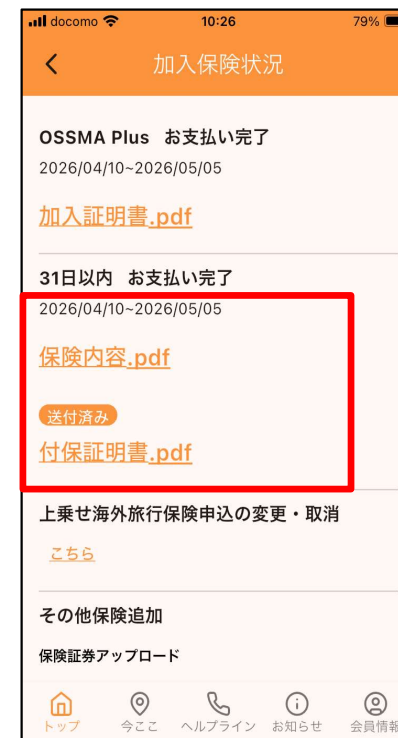 docomo 10:26 79%
加入保険状況
OSSMA Plus お支払い完了
2026/04/10~2026/05/05
加入証明書.pdf
31日以内 お支払い完了
2026/04/10~2026/05/05
保険内容.pdf
送付済み
付保証明書.pdf
上乗せ海外旅行保険申込の変更・取消
こちら
その他保険追加
保険証券アップロード
トップ 今ここ ヘルプライン お知らせ 会員情報